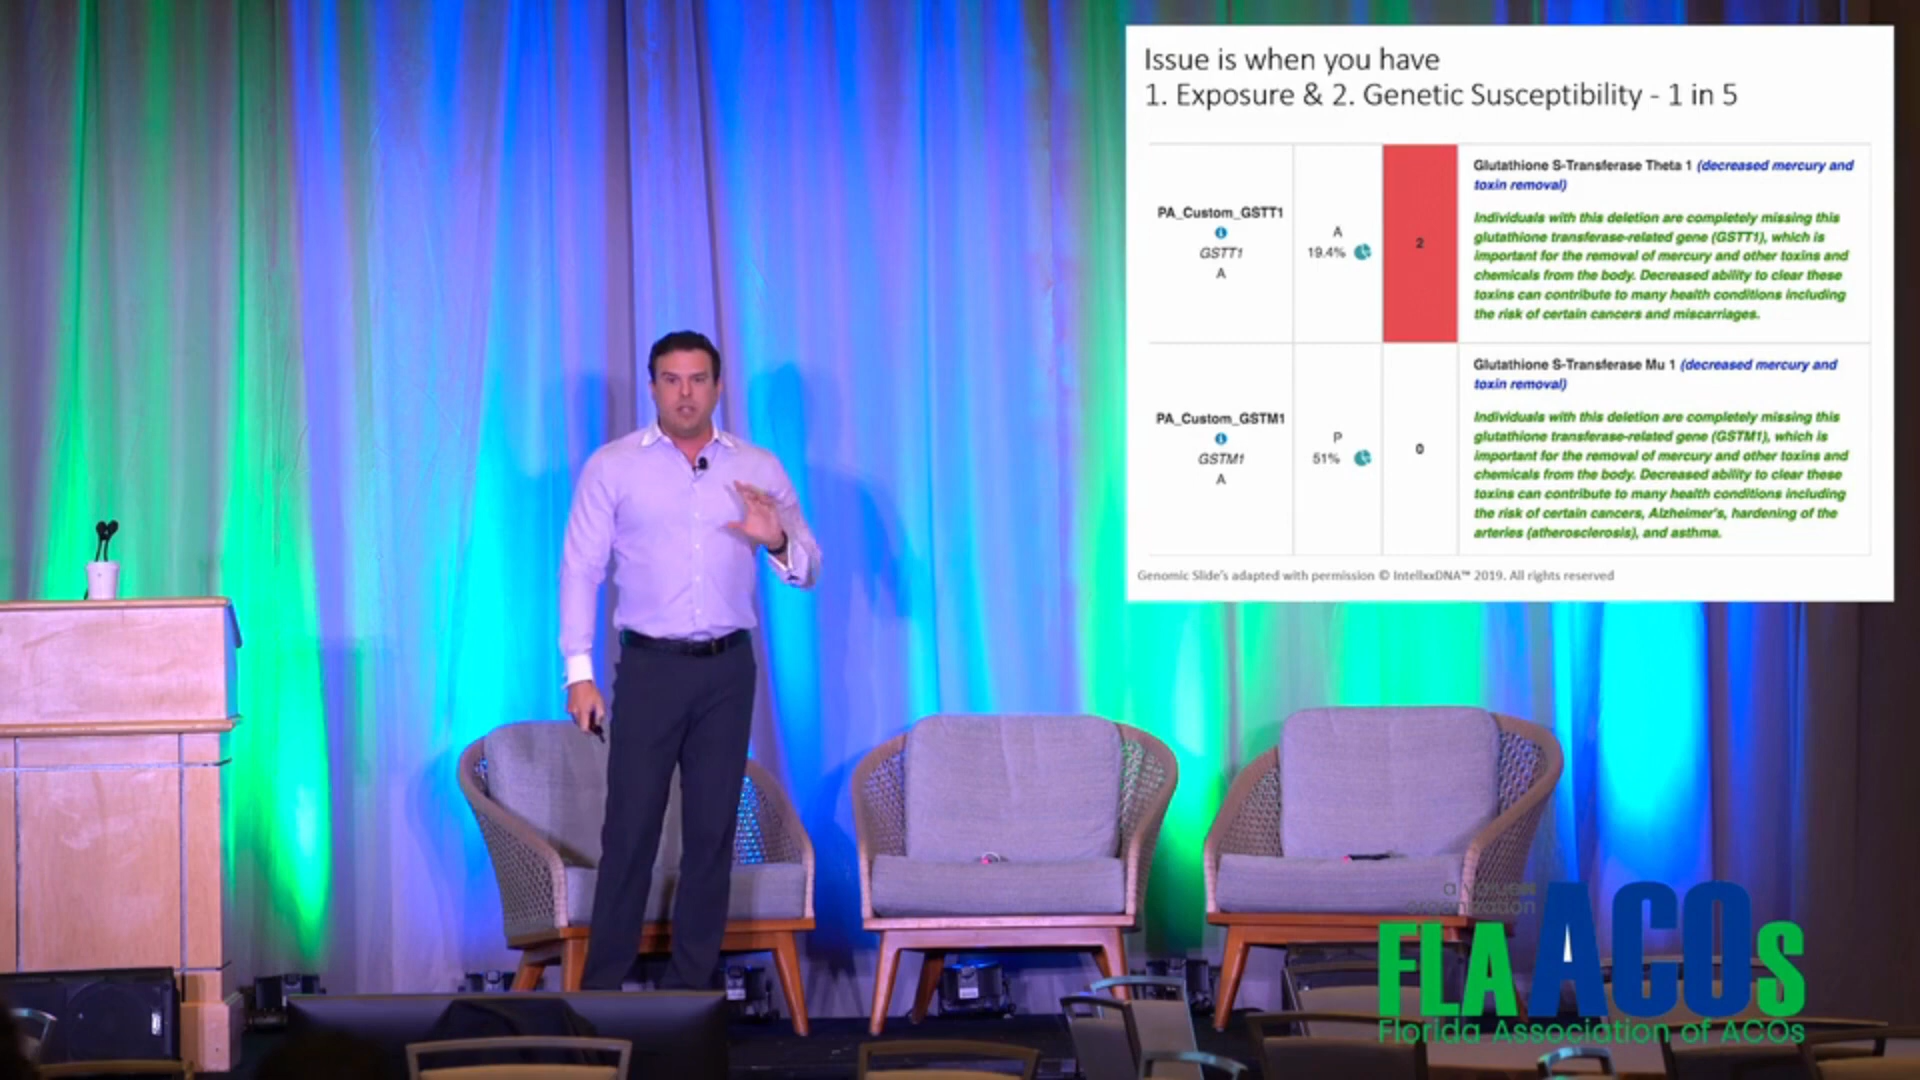 Issue is when you have
1. Exposure & 2. Genetic Susceptibility - 1 in 5
PA_Custom_GSTT1
GSTT1
A
A
19.4%
2
Glutathione S-Transferase Theta 1 (decreased mercury and
toxin removal)
Individuals with this deletion are completely missing this
glutathione transferase-related gene (GSTT1), which is
important for the removal of mercury and other toxins and
chemicals from the body. Decreased ability to clear these
toxins can contribute to many health conditions including
the risk of certain cancers and miscarriages.
PA_Custom_GSTM1
GSTM1
A
P
51%
0
Glutathione S-Transferase Mu 1 (decreased mercury and
toxin removal)
Individuals with this deletion are completely missing this
glutathione transferase-related gene (GSTM1), which is
important for the removal of mercury and other toxins and
chemicals from the body. Decreased ability to clear these
toxins can contribute to many health conditions including
the risk of certain cancers, Alzheimer's, hardening of the
arteries (atherosclerosis), and asthma.
Genomic Slide's adapted with permission © IntellxxDNA™ 2019. All rights reserved
a value
organization
FLAACOs
Florida Association of ACOs